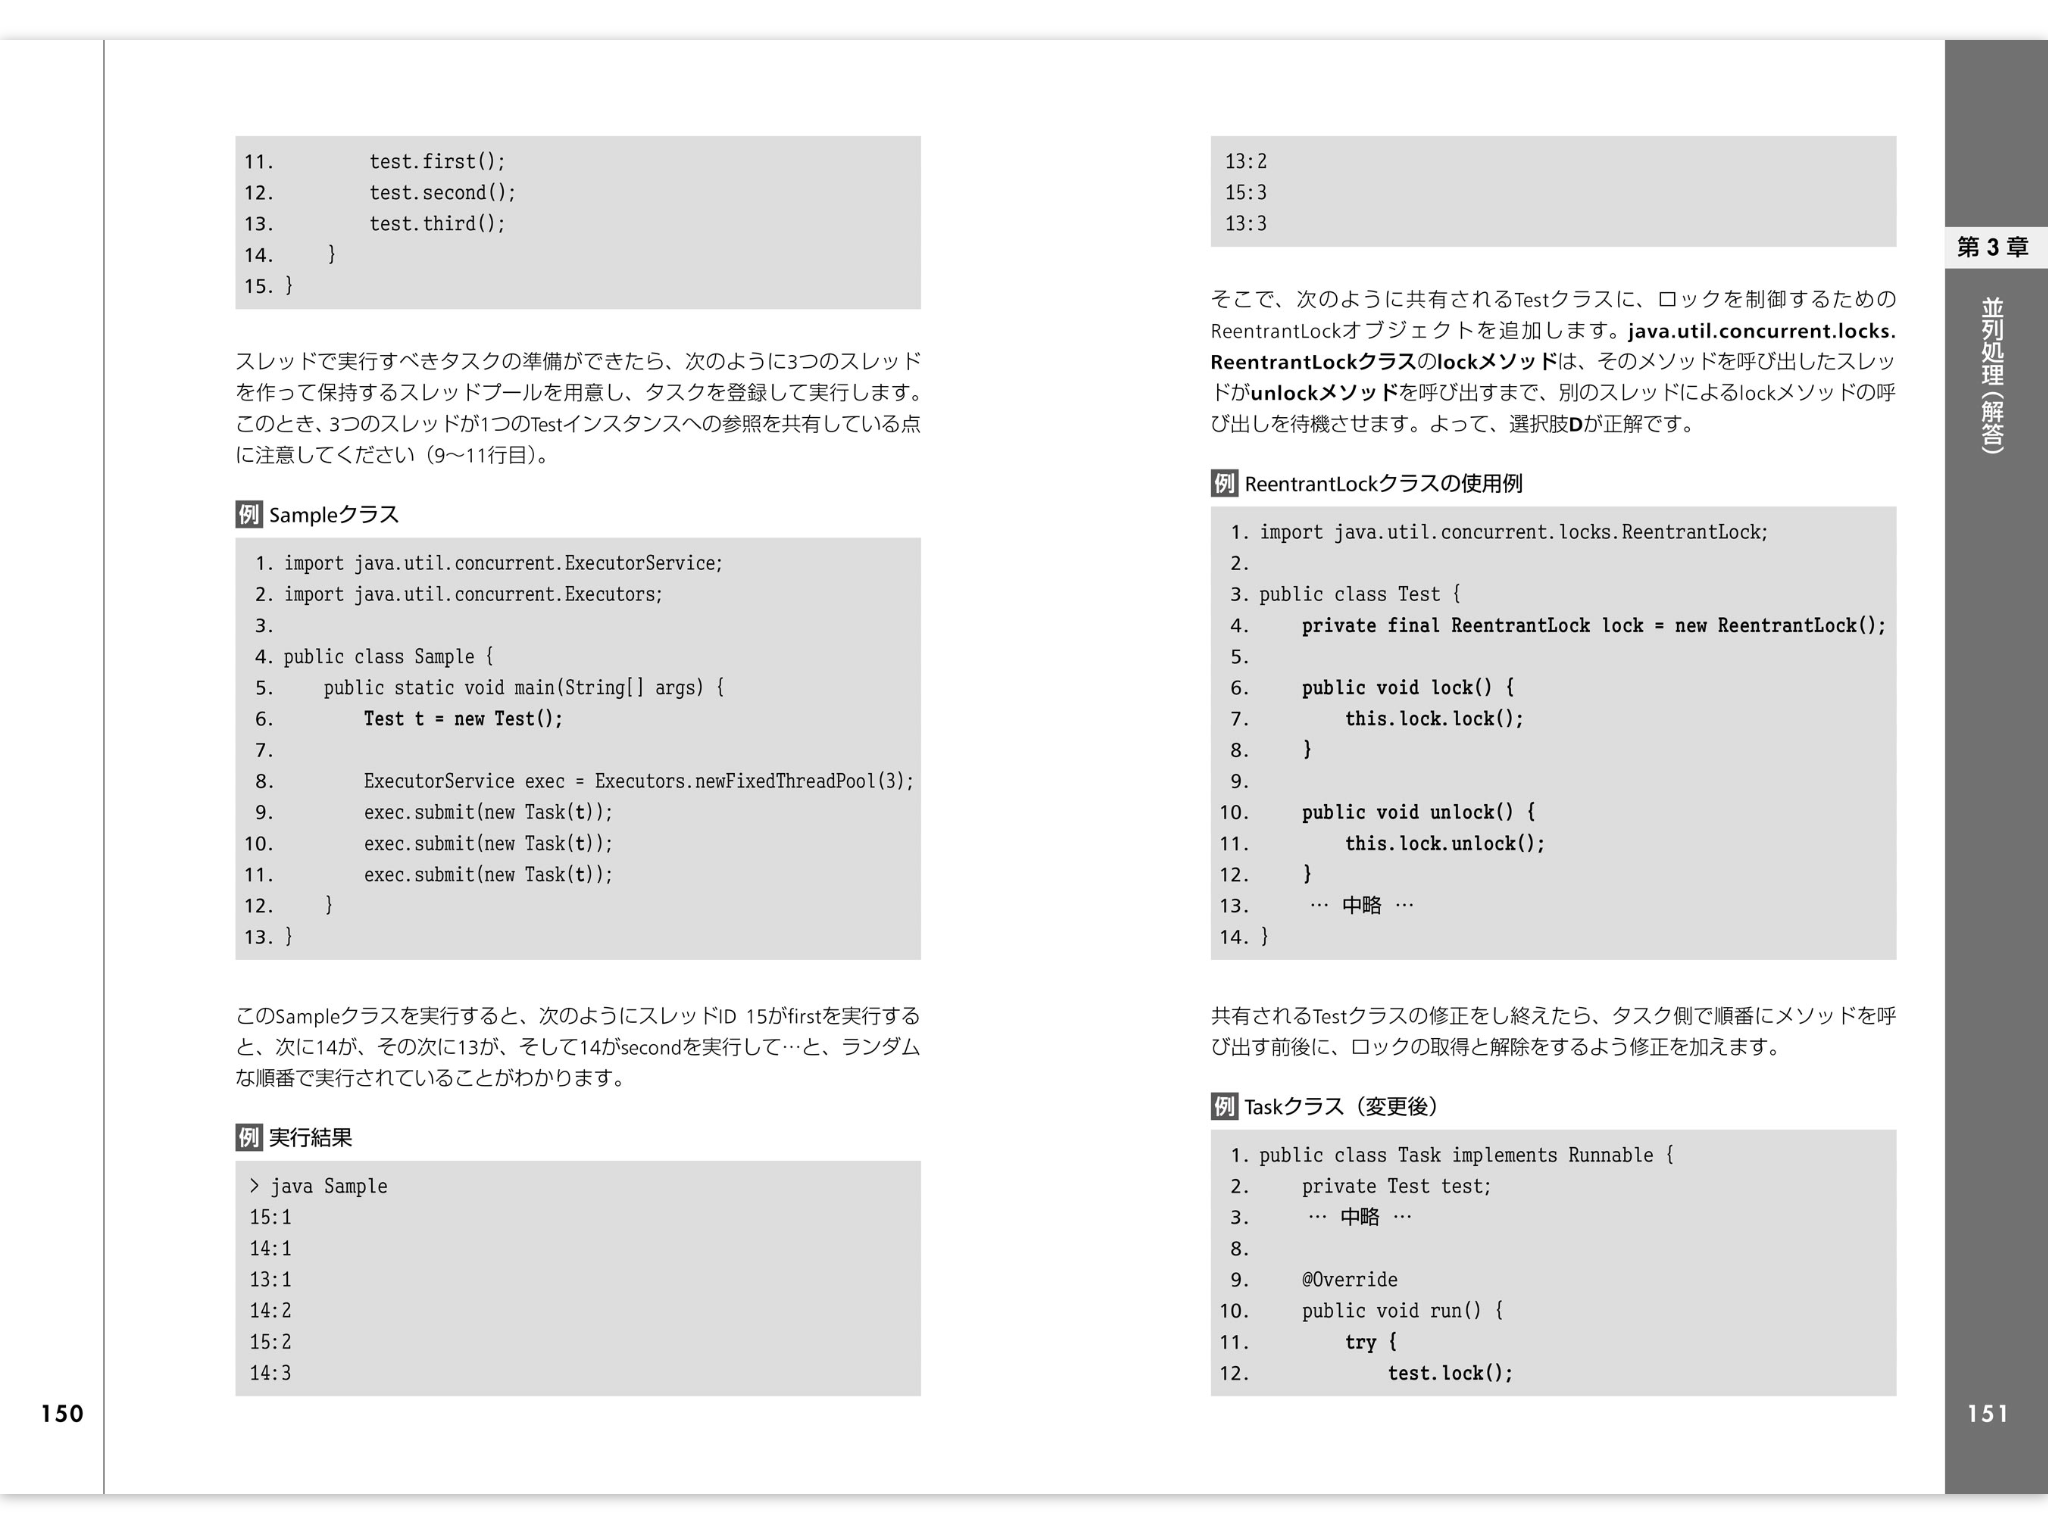 11.         test.first();
12.         test.second();
13.         test.third();
14.     }
15. }
スレッドで実行すべきタスクの準備ができたら、次のように3つのスレッド
を作って保持するスレッドプールを用意し、タスクを登録して実行します。
このとき、3つのスレッドが1つのTestインスタンスへの参照を共有している点
に注意してください（9〜11行目）。
例 Sampleクラス
1. import java.util.concurrent.ExecutorService;
2. import java.util.concurrent.Executors;
3.
4. public class Sample {
5.     public static void main(String[] args) {
6.         Test t = new Test();
7.
8.         ExecutorService exec = Executors.newFixedThreadPool(3);
9.         exec.submit(new Task(t));
10.         exec.submit(new Task(t));
11.         exec.submit(new Task(t));
12.     }
13. }
このSampleクラスを実行すると、次のようにスレッドID 15がfirstを実行する
と、次に14が、その次に13が、そして14がsecondを実行して…と、ランダム
な順番で実行されていることがわかります。
例 実行結果
> java Sample
15:1
14:1
13:1
14:2
15:2
14:3
150
13:2
15:3
13:3
そこで、次のように共有されるTestクラスに、ロックを制御するための
ReentrantLockオブジェクトを追加します。java.util.concurrent.locks.
ReentrantLockクラスのlockメソッドは、そのメソッドを呼び出したスレッ
ドがunlockメソッドを呼び出すまで、別のスレッドによるlockメソッドの呼
び出しを待機させます。よって、選択肢Dが正解です。
例 ReentrantLockクラスの使用例
1. import java.util.concurrent.locks.ReentrantLock;
2.
3. public class Test {
4.     private final ReentrantLock lock = new ReentrantLock();
5.
6.     public void lock() {
7.         this.lock.lock();
8.     }
9.
10.     public void unlock() {
11.         this.lock.unlock();
12.     }
13.     … 中略 …
14. }
共有されるTestクラスの修正をし終えたら、タスク側で順番にメソッドを呼
び出す前後に、ロックの取得と解除をするよう修正を加えます。
例 Taskクラス（変更後）
1. public class Task implements Runnable {
2.     private Test test;
3.     … 中略 …
8.
9.     @Override
10.     public void run() {
11.         try {
12.             test.lock();
第3章
並列処理（解答）
151